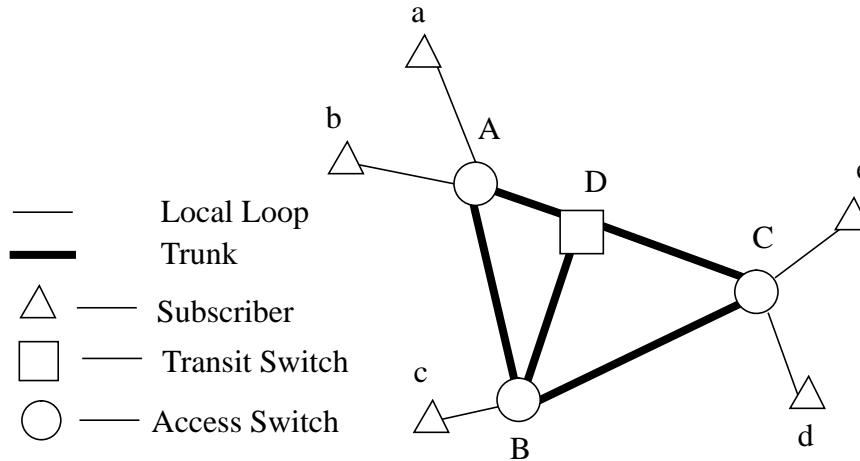 a
b
A
D
e
C
Local Loop
Trunk
Subscriber
Transit Switch
Access Switch
c
B
d